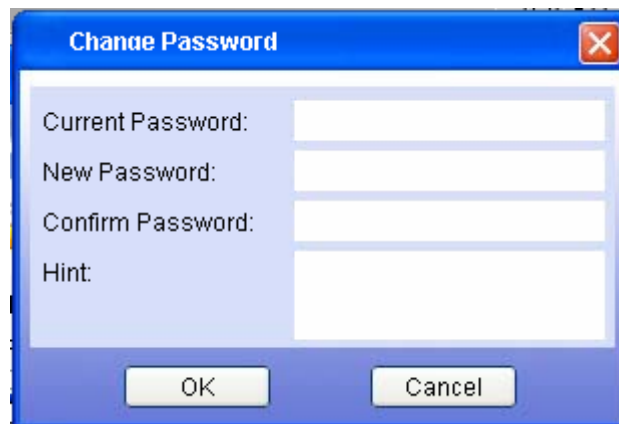 Change Password
Current Password:
New Password:
Confirm Password:
Hint:
OK
Cancel